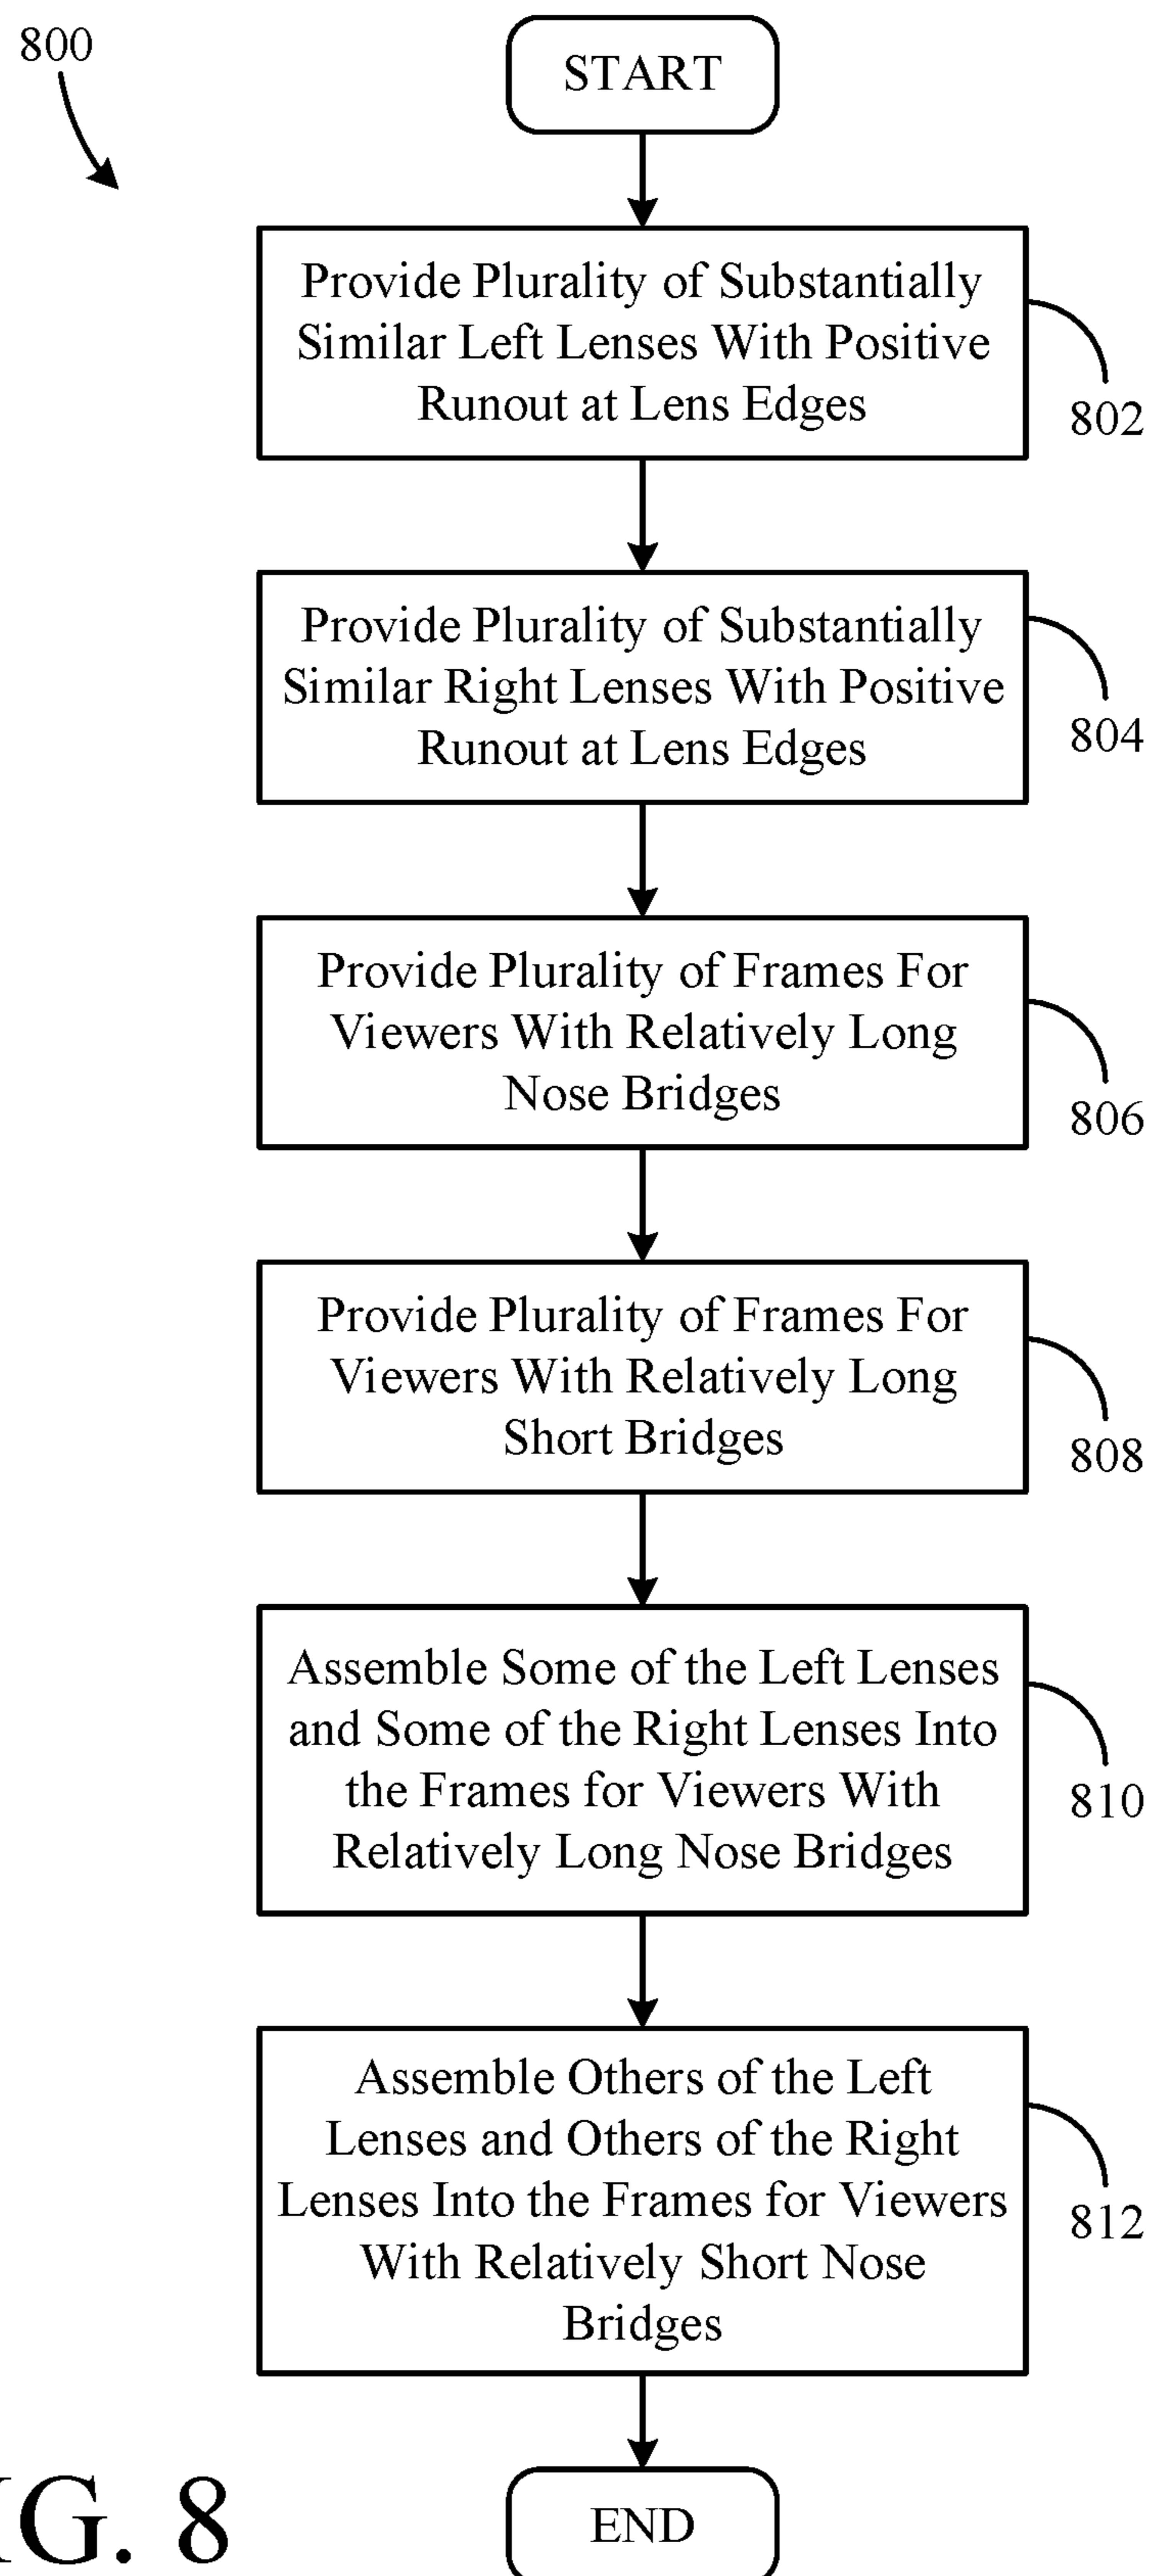 800
START
Provide Plurality of Substantially
Similar Left Lenses With Positive
Runout at Lens Edges
802
Provide Plurality of Substantially
Similar Right Lenses With Positive
Runout at Lens Edges
804
Provide Plurality of Frames For
Viewers With Relatively Long
Nose Bridges
806
Provide Plurality of Frames For
Viewers With Relatively Long
Short Bridges
808
Assemble Some of the Left Lenses
and Some of the Right Lenses Into
the Frames for Viewers With
Relatively Long Nose Bridges
810
Assemble Others of the Left
Lenses and Others of the Right
Lenses Into the Frames for Viewers
With Relatively Short Nose
Bridges
812
END
G. 8